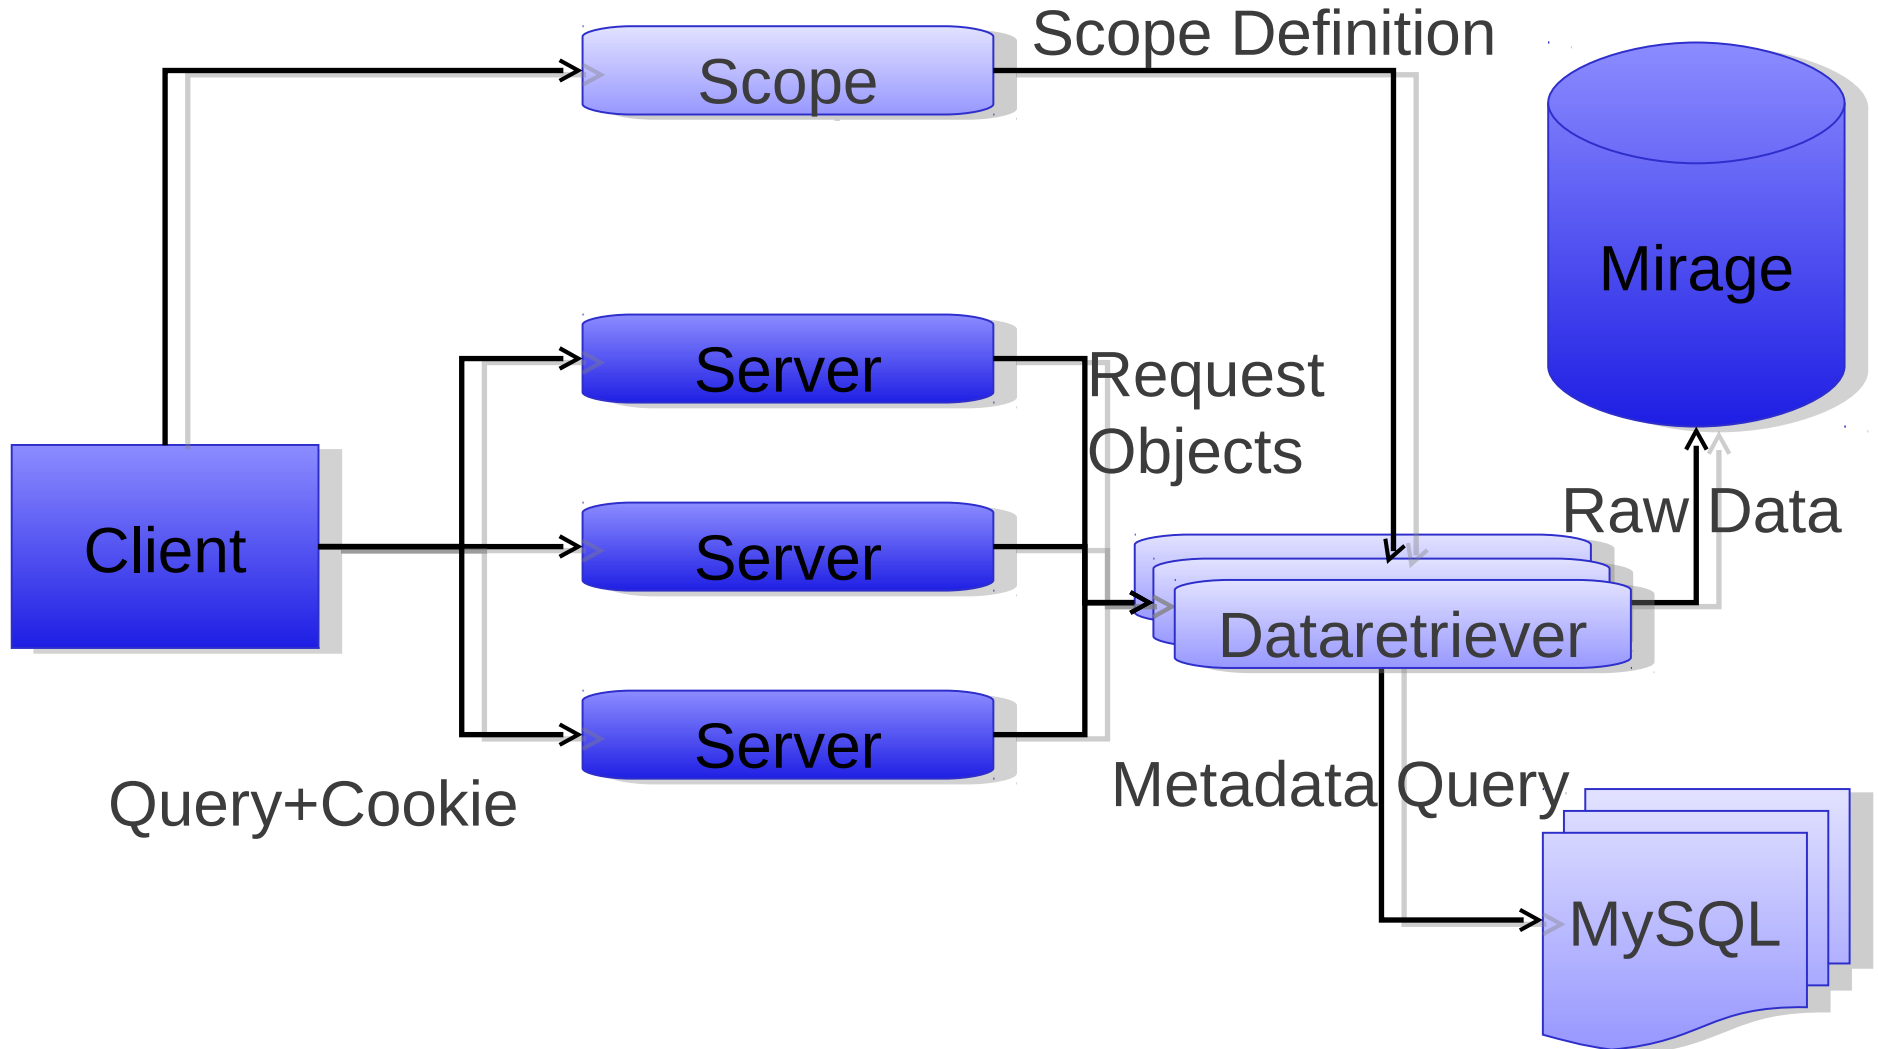 Scope Definition
Scope
Mirage
Server
Request
Objects
Raw Data
Client
Server
Dataretriever
Server
Metadata Query
Query+Cookie
MySQL